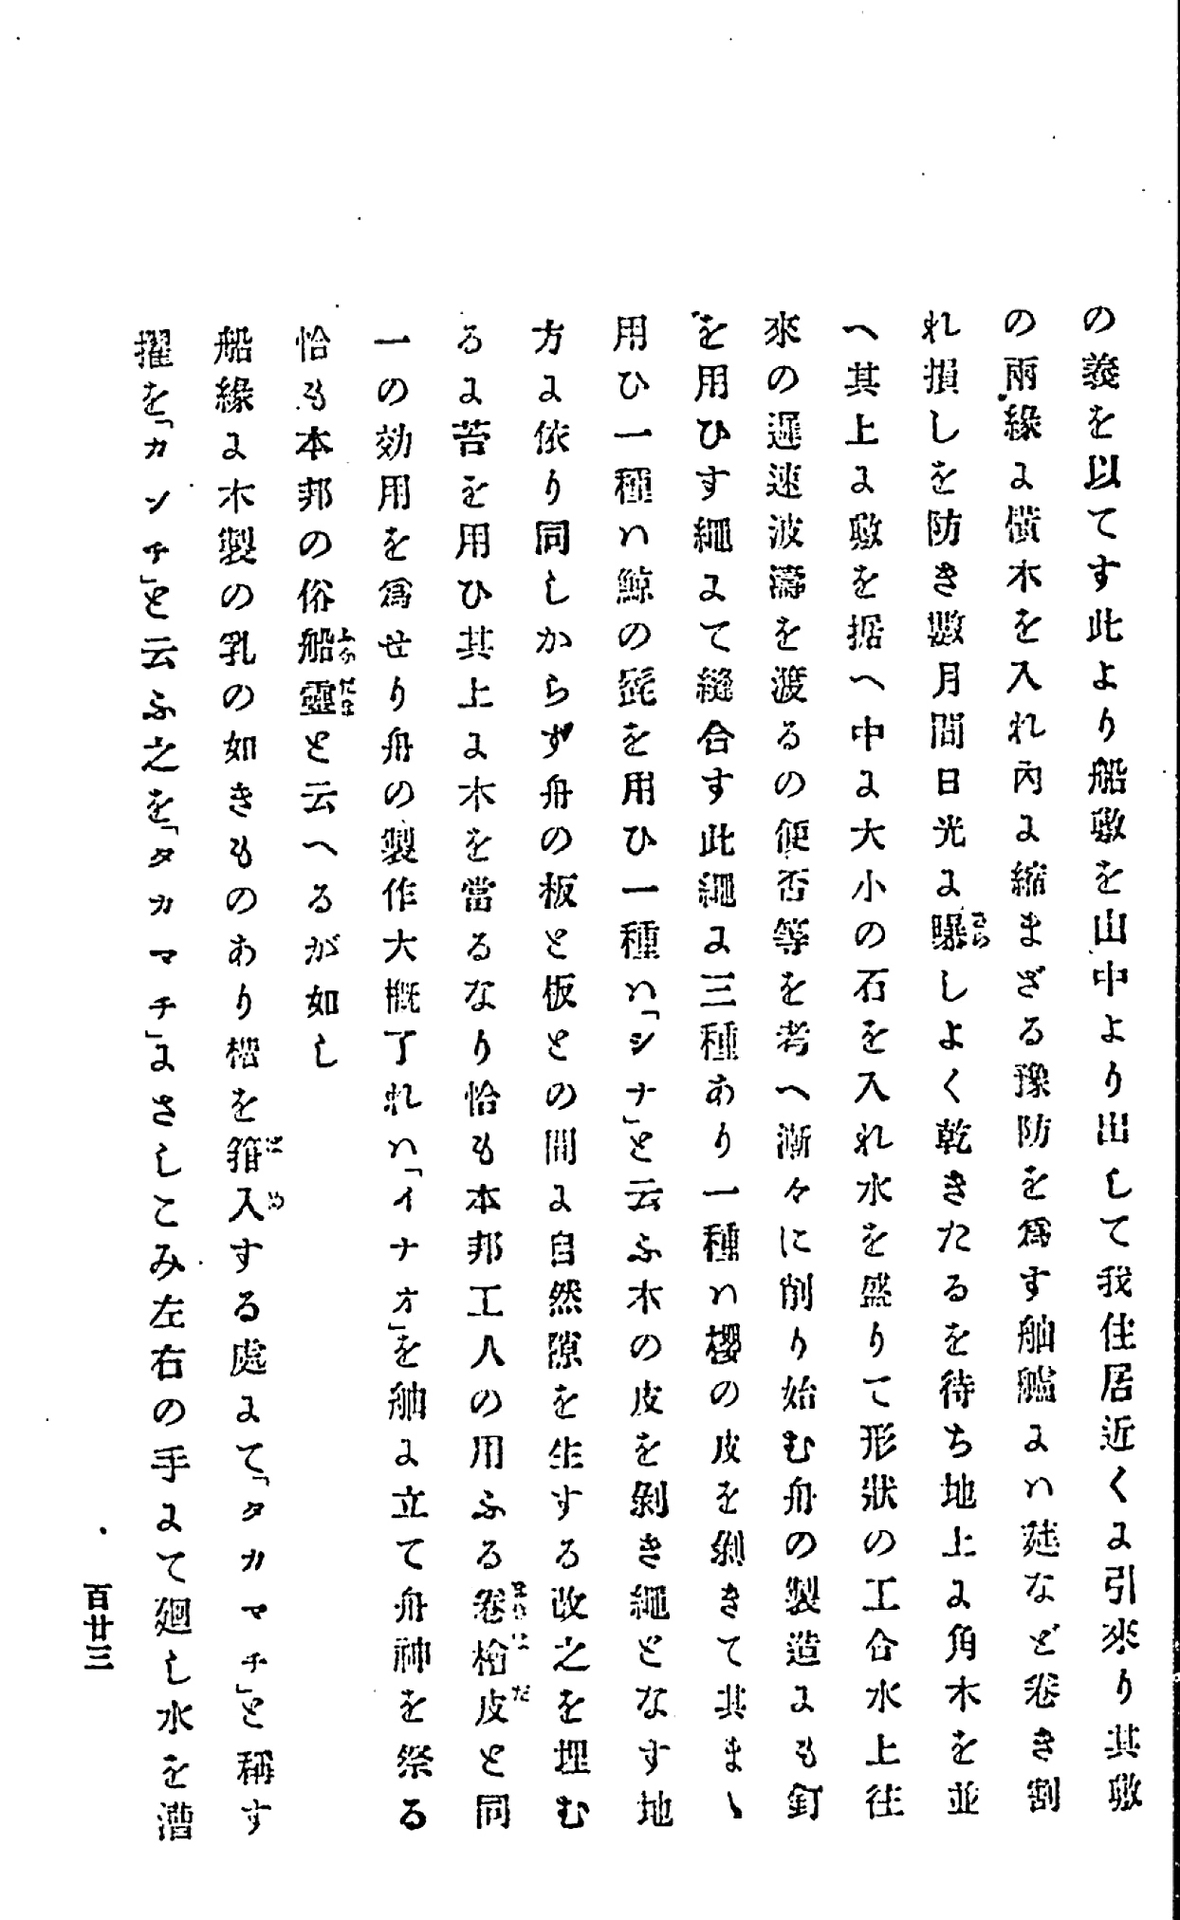 の義を以てす此より船敷を山中より出して我住居近くに引來り其敷
の兩緣に橫木を入れ內に縮まざる豫防を爲す舳艫にハ莚など卷き割
れ損しを防き數月間日光に曝しよく乾きたるを待ち地上に角木を並
へ其上に敷を据へ中に大小の石を入れ水を盛りて形狀の工合水上往
來の遲速波濤を渡るの便否等を考へ漸々に削り始む舟の製造にも釘
を用ひす繩にて縫合す此繩に三種あり一種ハ櫻の皮を剝きて其まゝ
用ひ一種ハ鯨の髭を用ひ一種ハ「シナ」と云ふ木の皮を剝き繩となす地
方に依り同しからず舟の板と板との間に自然隙を生する故之を埋む
るに苔を用ひ其上に木を當るなり恰も本邦工人の用ふる卷檜皮と同
一の効用を爲せり舟の製作大槪了れハ「イナヲ」を舳に立て舟神を祭る
恰も本邦の俗船靈と云へるが如し
船緣に木製の乳の如きものあり櫂を箝入する處にて「タカマチ」と稱す
擢を「カンチ」と云ふ之を「タカマチ」にさしこみ左右の手にて廻し水を漕
百廿三